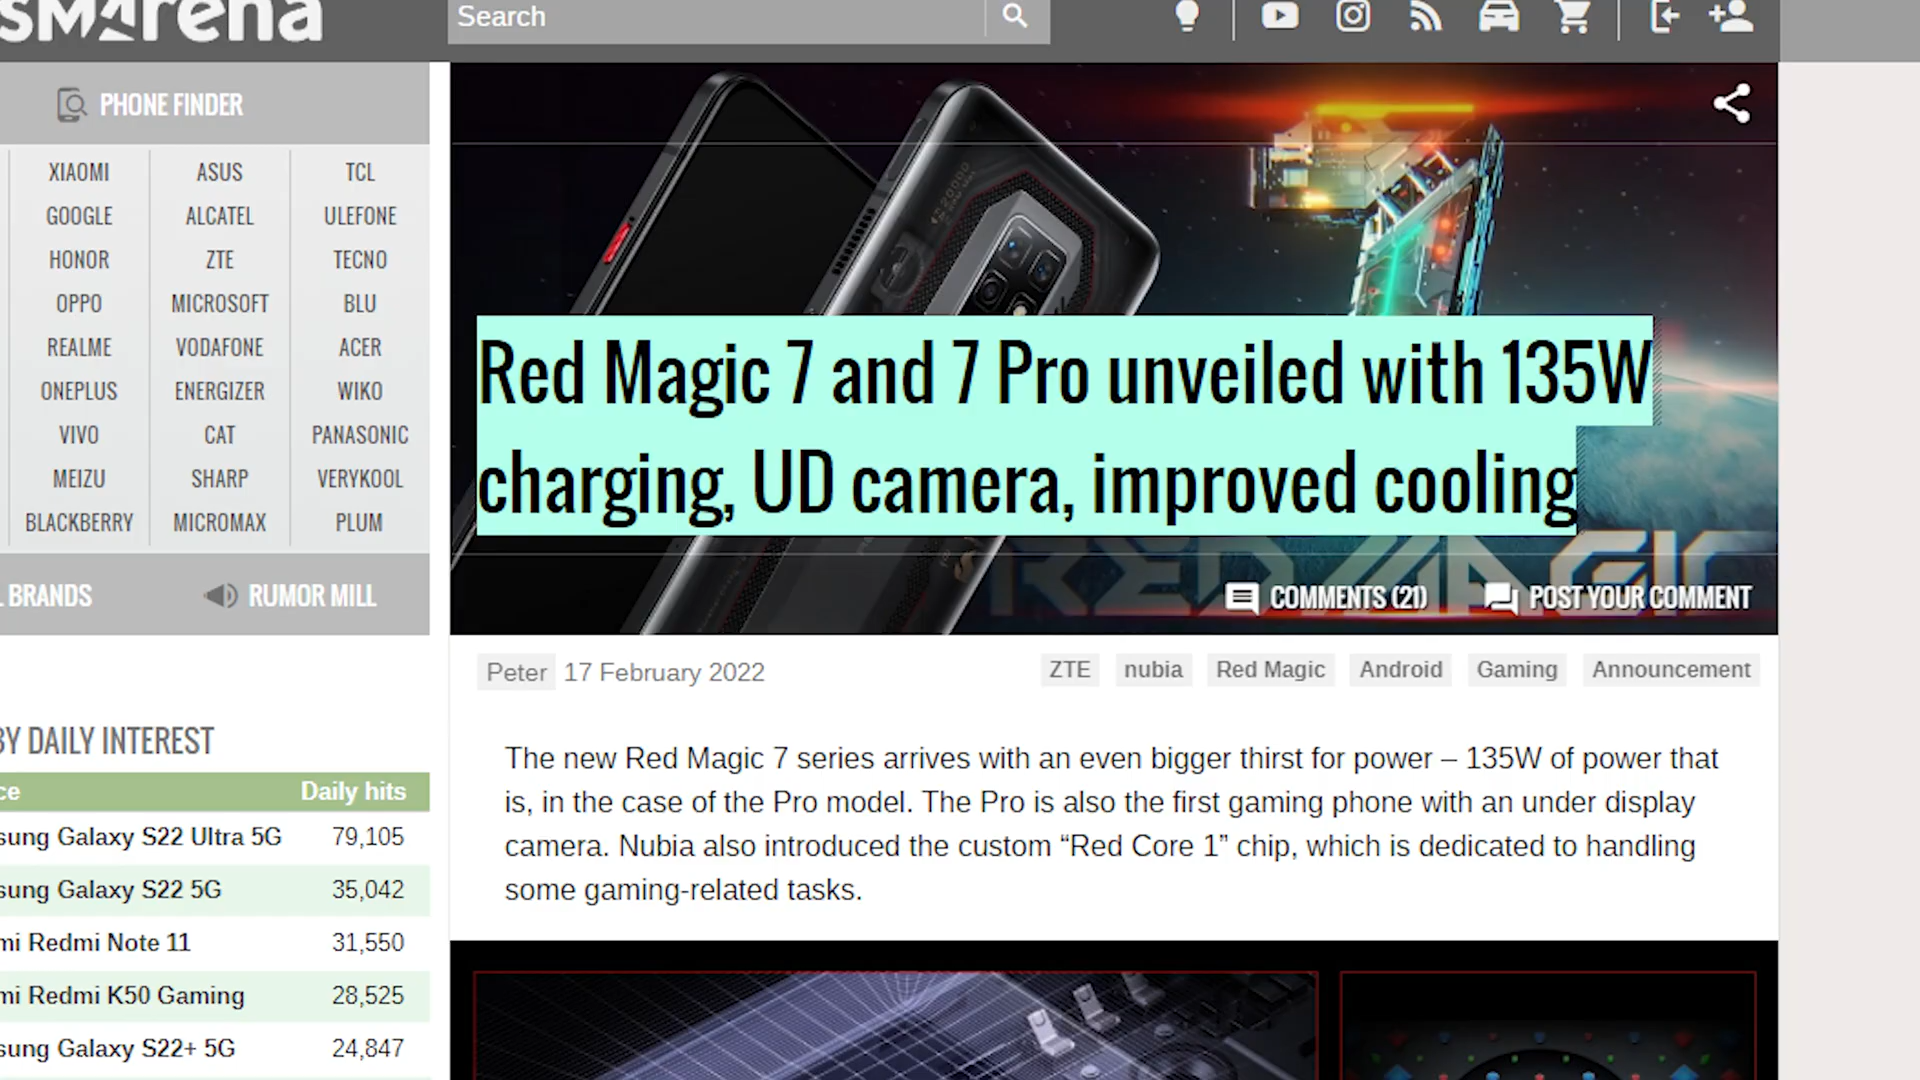 Search
PHONE FINDER
XIAOMI ASUS TCL
GOOGLE ALCATEL ULEFONE
HONOR ZTE TECNO
OPPO MICROSOFT BLU
REALME VODAFONE ACER
ONEPLUS ENERGIZER WIKO
VIVO CAT PANASONIC
MEIZU SHARP VERYKOOL
BLACKBERRY MICROMAX PLUM
BRANDS RUMOR MILL
Red Magic 7 and 7 Pro unveiled with 135W
charging, UD camera, improved cooling
RED MAGIC
COMMENTS (21) POST YOUR COMMENT
Peter 17 February 2022
ZTE nubia Red Magic Android Gaming Announcement
The new Red Magic 7 series arrives with an even bigger thirst for power – 135W of power that
is, in the case of the Pro model. The Pro is also the first gaming phone with an under display
camera. Nubia also introduced the custom “Red Core 1” chip, which is dedicated to handling
some gaming-related tasks.
BY DAILY INTEREST
ce Daily hits
sung Galaxy S22 Ultra 5G 79,105
sung Galaxy S22 5G 35,042
mi Redmi Note 11 31,550
mi Redmi K50 Gaming 28,525
sung Galaxy S22+ 5G 24,847